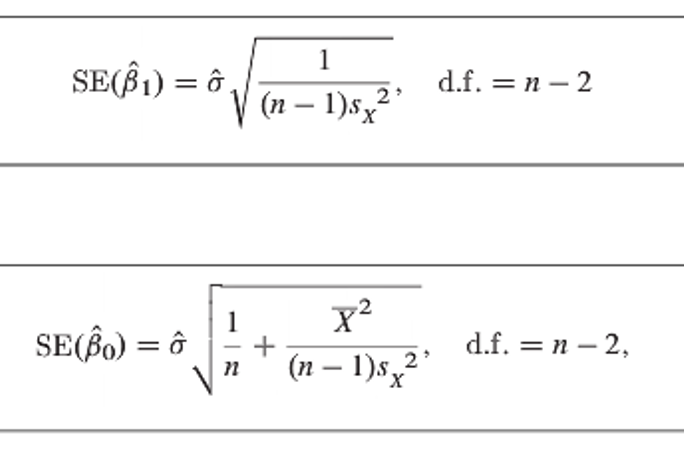 SE(β̂₁) = σ̂ √(1 / ((n − 1)s_X²)), d.f. = n − 2
SE(β̂₀) = σ̂ √(1/n + X̅² / ((n − 1)s_X²)), d.f. = n − 2,